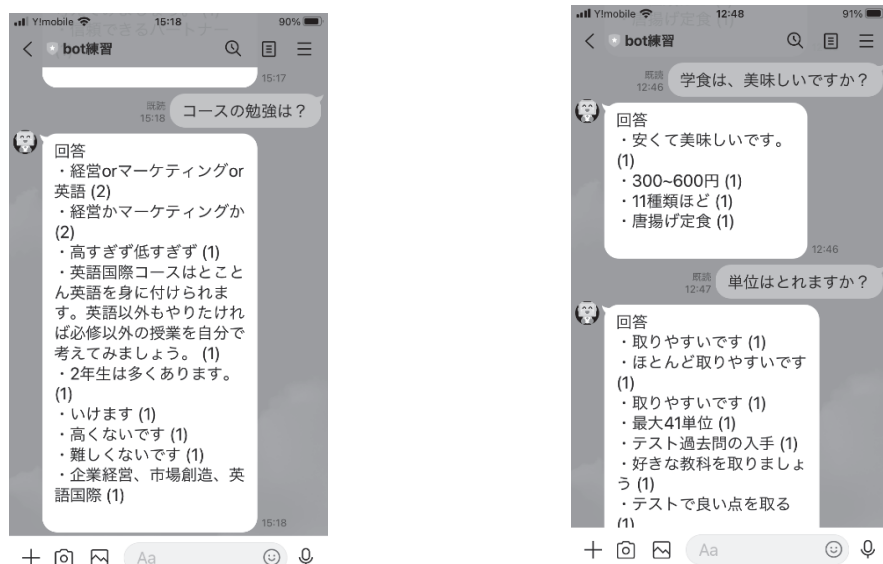 Y!mobile 15:18 90%
bot練習
15:17
既読
15:18
コースの勉強は？
回答
・経営orマーケティングor
英語 (2)
・経営かマーケティングか
(2)
・高すぎず低すぎず (1)
・英語国際コースはとこと
ん英語を身に付けられま
す。英語以外もやりたけれ
ば必修以外の授業を自分で
考えてみましょう。 (1)
・2年生は多くあります。
(1)
・いけます (1)
・高くないです (1)
・難しくないです (1)
・企業経営、市場創造、英
語国際 (1)
15:18
Aa
Y!mobile 12:48 91%
bot練習
既読
12:46
学食は、美味しいですか？
回答
・安くて美味しいです。
(1)
・300~600円 (1)
・11種類ほど (1)
・唐揚げ定食 (1)
12:46
既読
12:47
単位はとれますか？
回答
・取りやすいです (1)
・ほとんど取りやすいです
(1)
・取りやすいです (1)
・最大41単位 (1)
・テスト過去問の入手 (1)
・好きな教科を取りましょ
う (1)
・テストで良い点を取る
(1)
Aa